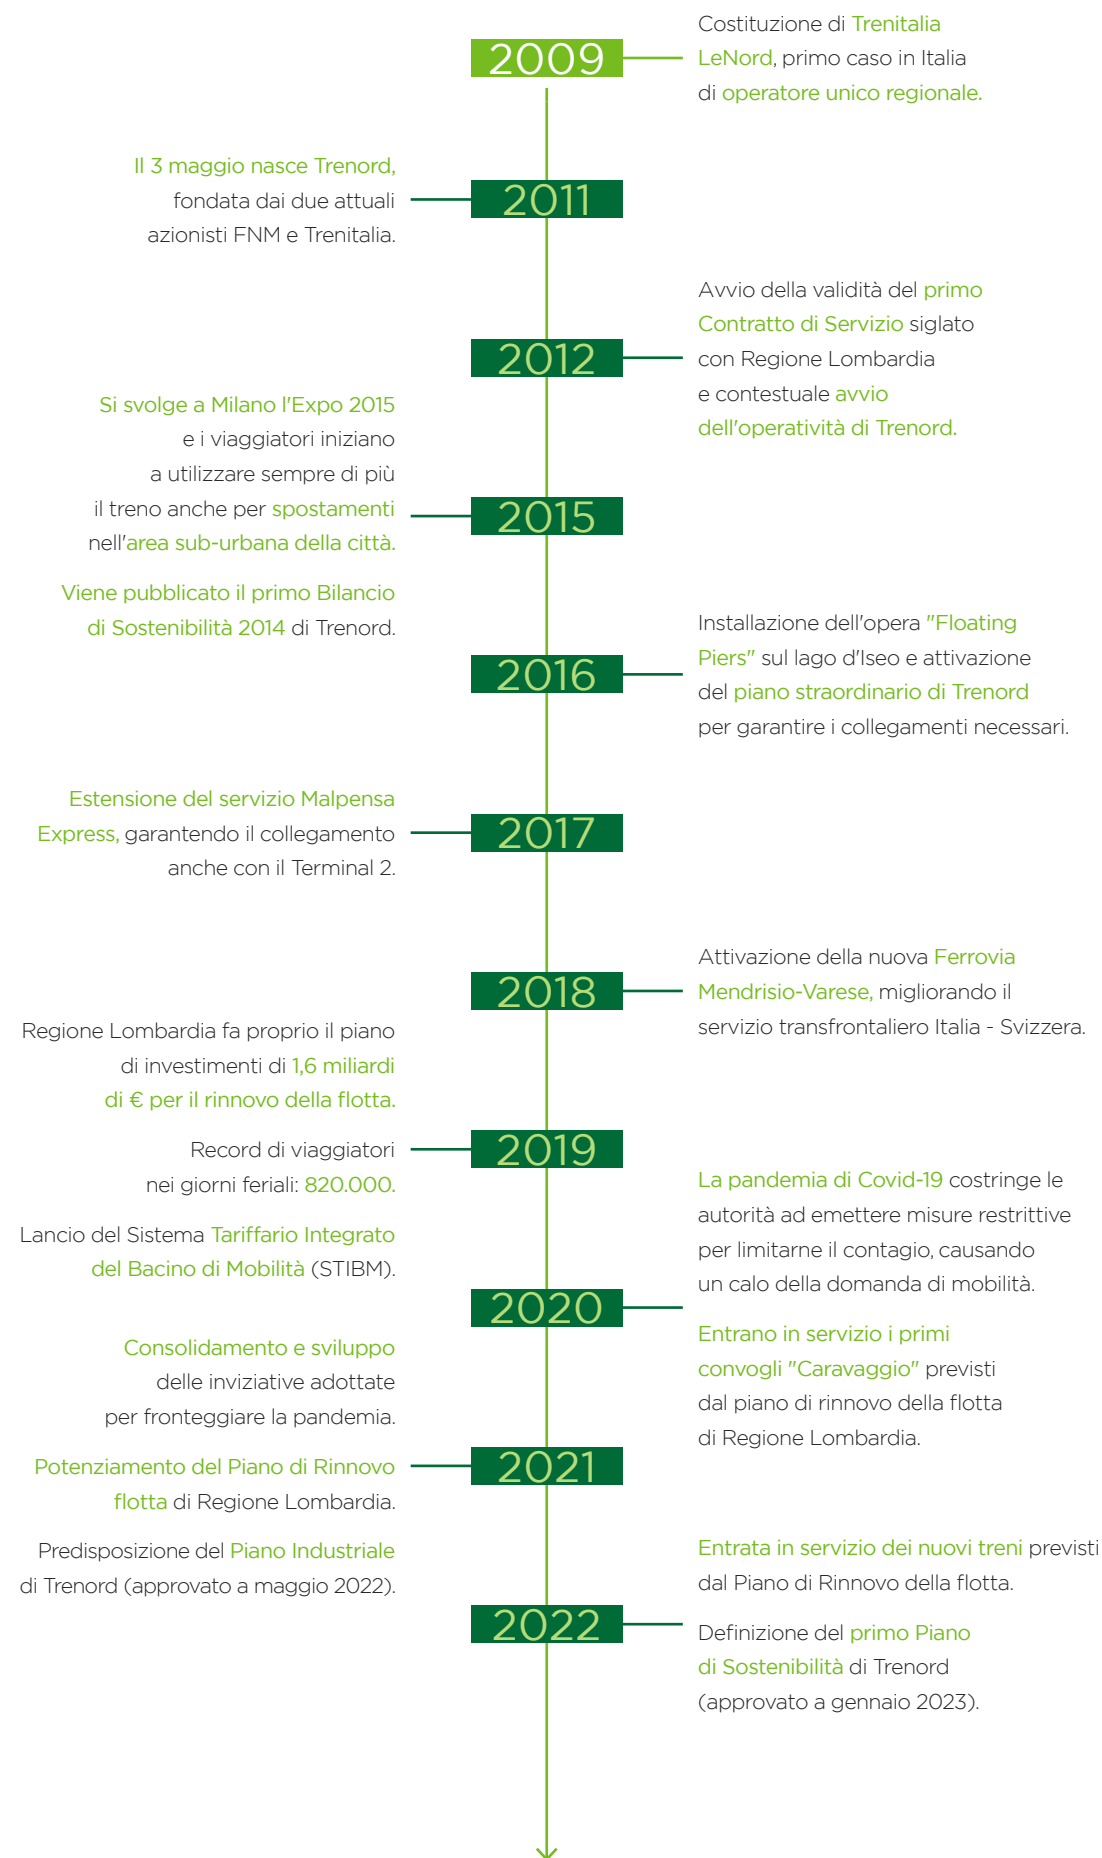 2009
Costituzione di Trenitalia
LeNord, primo caso in Italia
di operatore unico regionale.
Il 3 maggio nasce Trenord,
fondata dai due attuali
azionisti FNM e Trenitalia.
2011
Avvio della validità del primo
Contratto di Servizio siglato
con Regione Lombardia
e contestuale avvio
dell'operatività di Trenord.
2012
Si svolge a Milano l'Expo 2015
e i viaggiatori iniziano
a utilizzare sempre di più
il treno anche per spostamenti
nell'area sub-urbana della città.
Viene pubblicato il primo Bilancio
di Sostenibilità 2014 di Trenord.
2015
Installazione dell'opera "Floating
Piers" sul lago d'Iseo e attivazione
del piano straordinario di Trenord
per garantire i collegamenti necessari.
2016
Estensione del servizio Malpensa
Express, garantendo il collegamento
anche con il Terminal 2.
2017
Attivazione della nuova Ferrovia
Mendrisio-Varese, migliorando il
servizio transfrontaliero Italia - Svizzera.
2018
Regione Lombardia fa proprio il piano
di investimenti di 1,6 miliardi
di € per il rinnovo della flotta.
Record di viaggiatori
nei giorni feriali: 820.000.
Lancio del Sistema Tariffario Integrato
del Bacino di Mobilità (STIBM).
2019
La pandemia di Covid-19 costringe le
autorità ad emettere misure restrittive
per limitarne il contagio, causando
un calo della domanda di mobilità.
Entrano in servizio i primi
convogli "Caravaggio" previsti
dal piano di rinnovo della flotta
di Regione Lombardia.
2020
Consolidamento e sviluppo
delle inviziative adottate
per fronteggiare la pandemia.
Potenziamento del Piano di Rinnovo
flotta di Regione Lombardia.
Predisposizione del Piano Industriale
di Trenord (approvato a maggio 2022).
2021
Entrata in servizio dei nuovi treni previsti
dal Piano di Rinnovo della flotta.
Definizione del primo Piano
di Sostenibilità di Trenord
(approvato a gennaio 2023).
2022